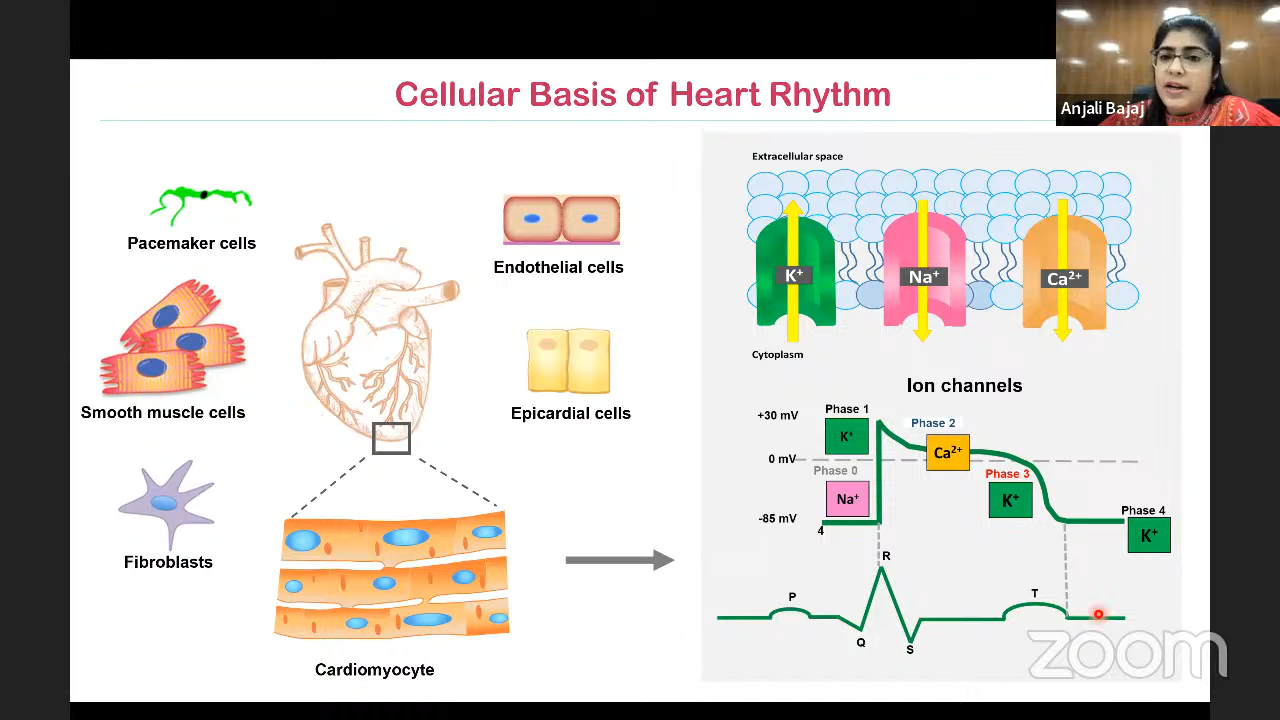 Cellular Basis of Heart Rhythm
Anjali Bajaj
Pacemaker cells
Smooth muscle cells
Fibroblasts
Endothelial cells
Epicardial cells
Cardiomyocyte
Extracellular space
K⁺
Na⁺
Ca²⁺
Cytoplasm
Ion channels
+30 mV
0 mV
-85 mV
4
Phase 1
K⁺
Phase 0
Na⁺
Phase 2
Ca²⁺
Phase 3
K⁺
Phase 4
K⁺
P
Q
R
S
T
zoom